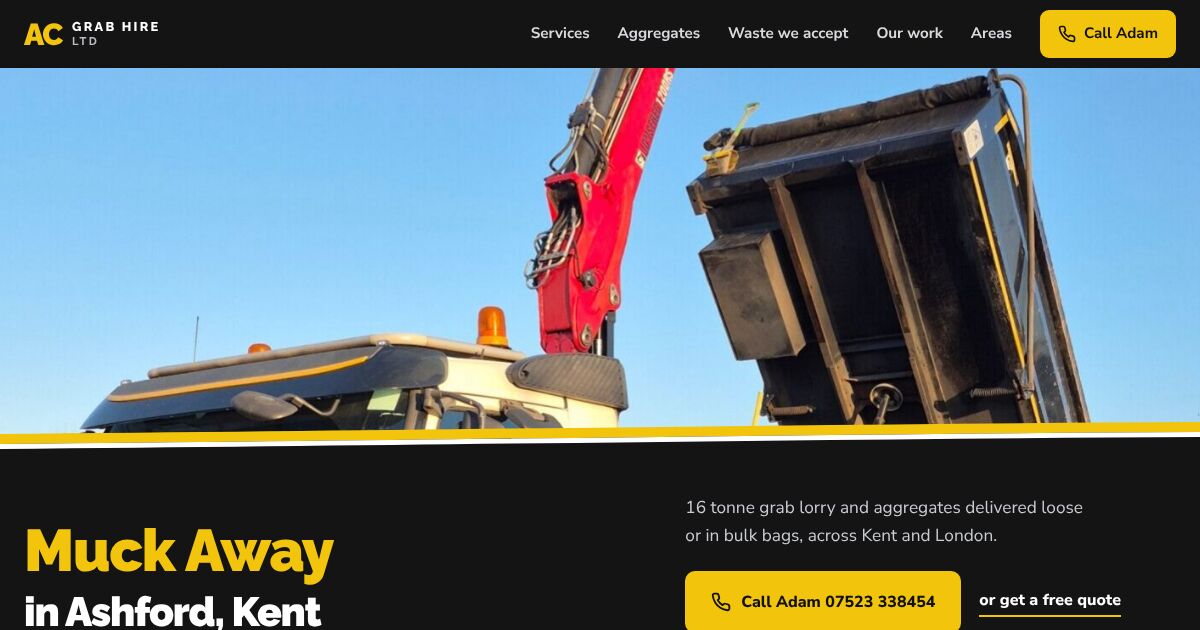 AC GRAB HIRE
LTD
Services
Aggregates
Waste we accept
Our work
Areas
Call Adam
Muck Away
in Ashford, Kent
16 tonne grab lorry and aggregates delivered loose
or in bulk bags, across Kent and London.
Call Adam 07523 338454
or get a free quote